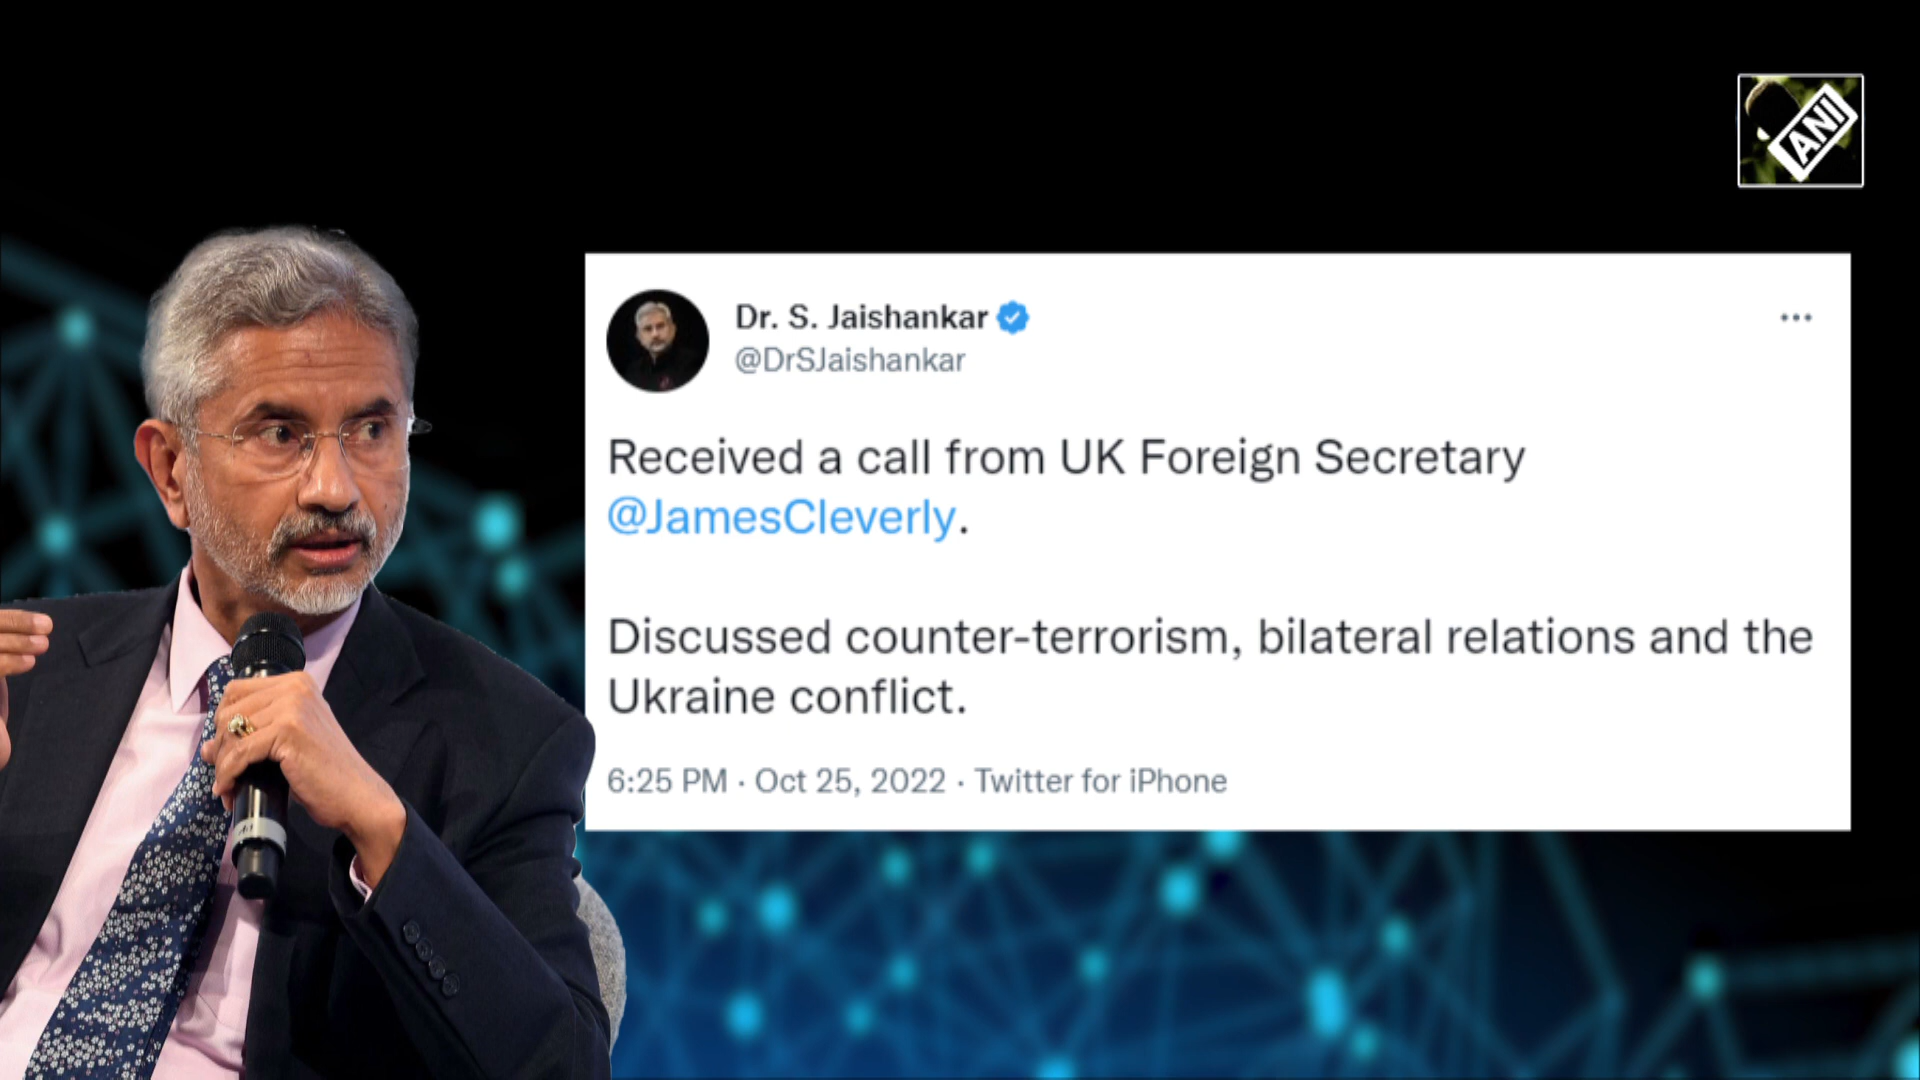 ANI
Dr. S. Jaishankar
@DrSJaishankar
Received a call from UK Foreign Secretary
@JamesCleverly.
Discussed counter-terrorism, bilateral relations and the
Ukraine conflict.
6:25 PM · Oct 25, 2022 · Twitter for iPhone